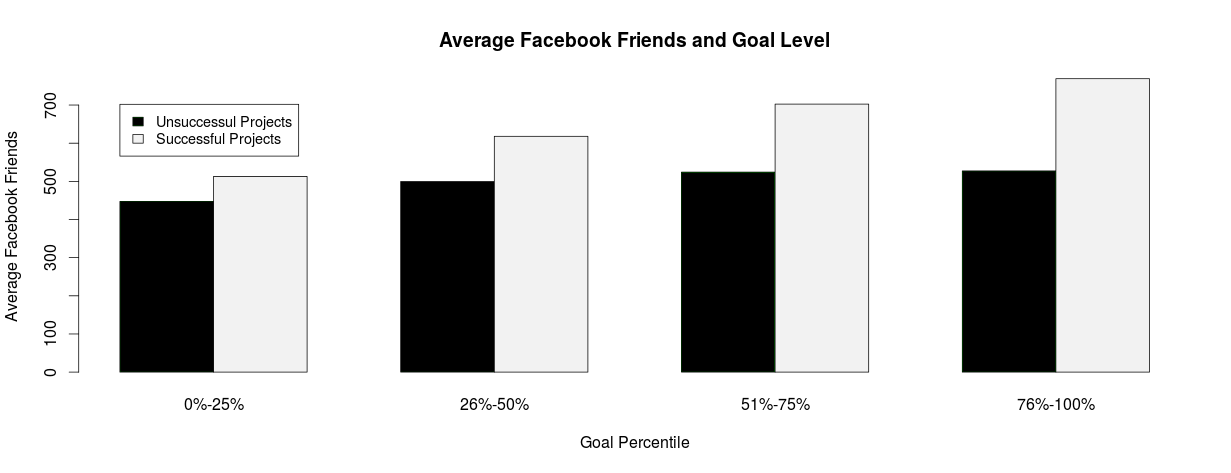 Average Facebook Friends and Goal Level
Average Facebook Friends
700
500
300
100
0
Unsuccessul Projects
Successful Projects
0%-25%
26%-50%
51%-75%
76%-100%
Goal Percentile